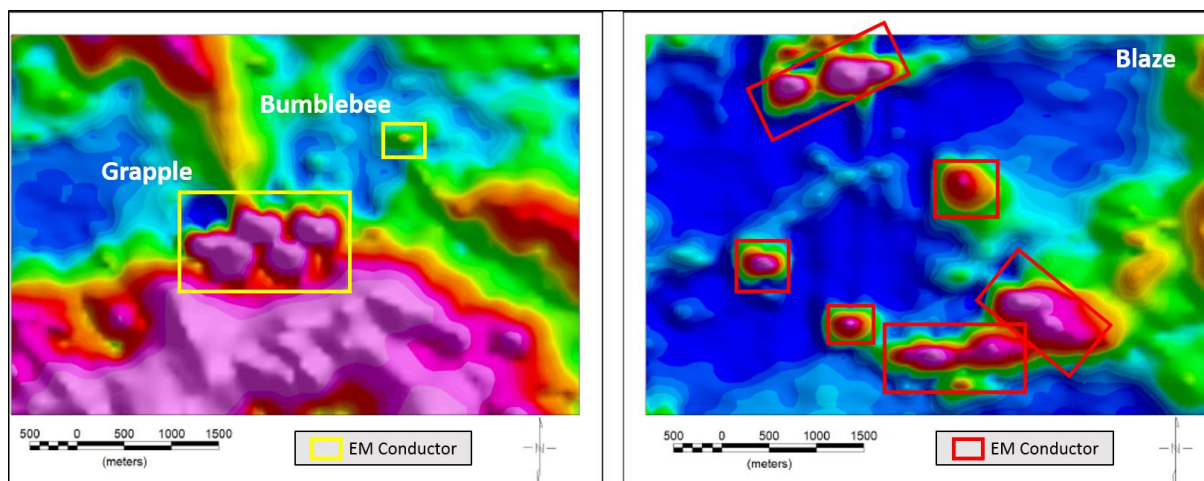 Bumblebee
Grapple
500 0 500 1000 1500
(meters)
EM Conductor
N
Blaze
500 0 500 1000 1500
(meters)
EM Conductor
N